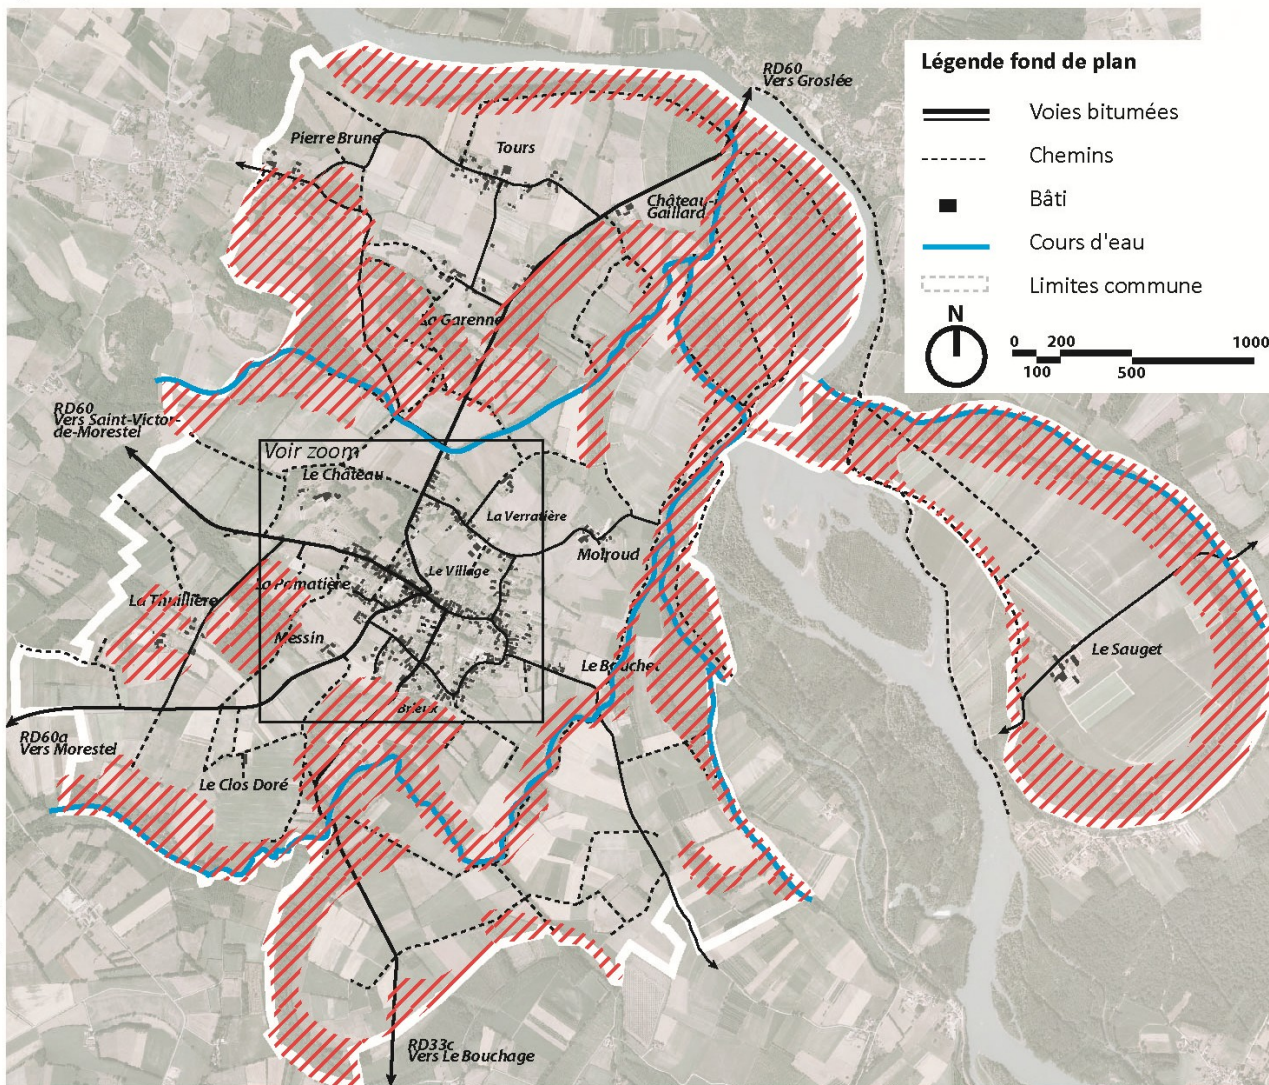 Légende fond de plan
Voies bitumées
Chemins
Bâti
Cours d'eau
Limites commune
N
0 200 1000
100 500
RD60
Vers Groslée
Pierre Brune
Tours
Château-
Gaillard
La Garenne
RD60
Vers Saint-Victor-
de-Morestel
Voir zoom
Le Château
La Verratière
Moiroud
Le Village
La Pomatière
La Thuillière
Messin
Le Bouchet
Le Sauget
Brieux
RD60a
Vers Morestel
Le Clos Doré
RD33c
Vers Le Bouchage